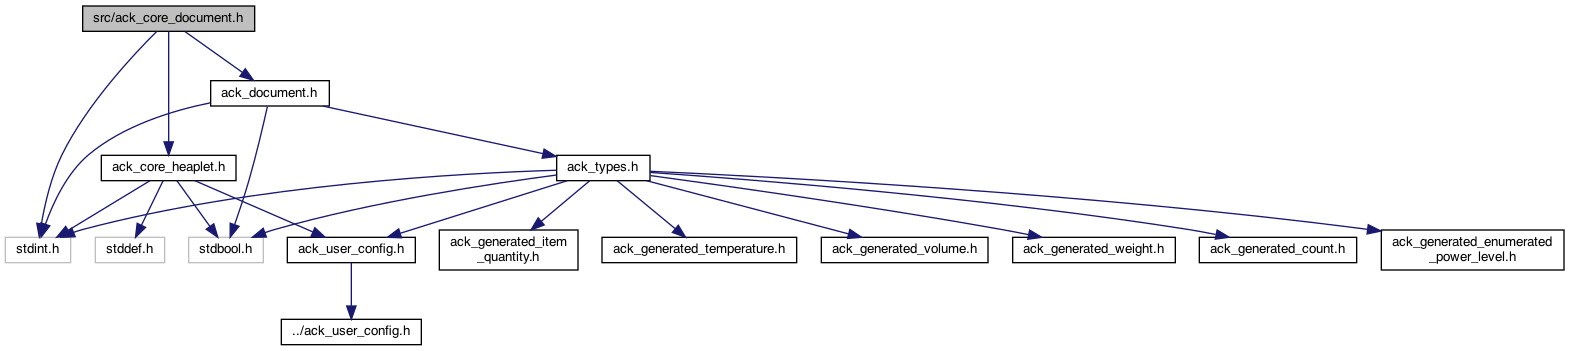 src/ack_core_document.h
ack_document.h
ack_core_heaplet.h
ack_types.h
stdint.h
stddef.h
stdbool.h
ack_user_config.h
ack_generated_item
_quantity.h
ack_generated_temperature.h
ack_generated_volume.h
ack_generated_weight.h
ack_generated_count.h
ack_generated_enumerated
_power_level.h
../ack_user_config.h